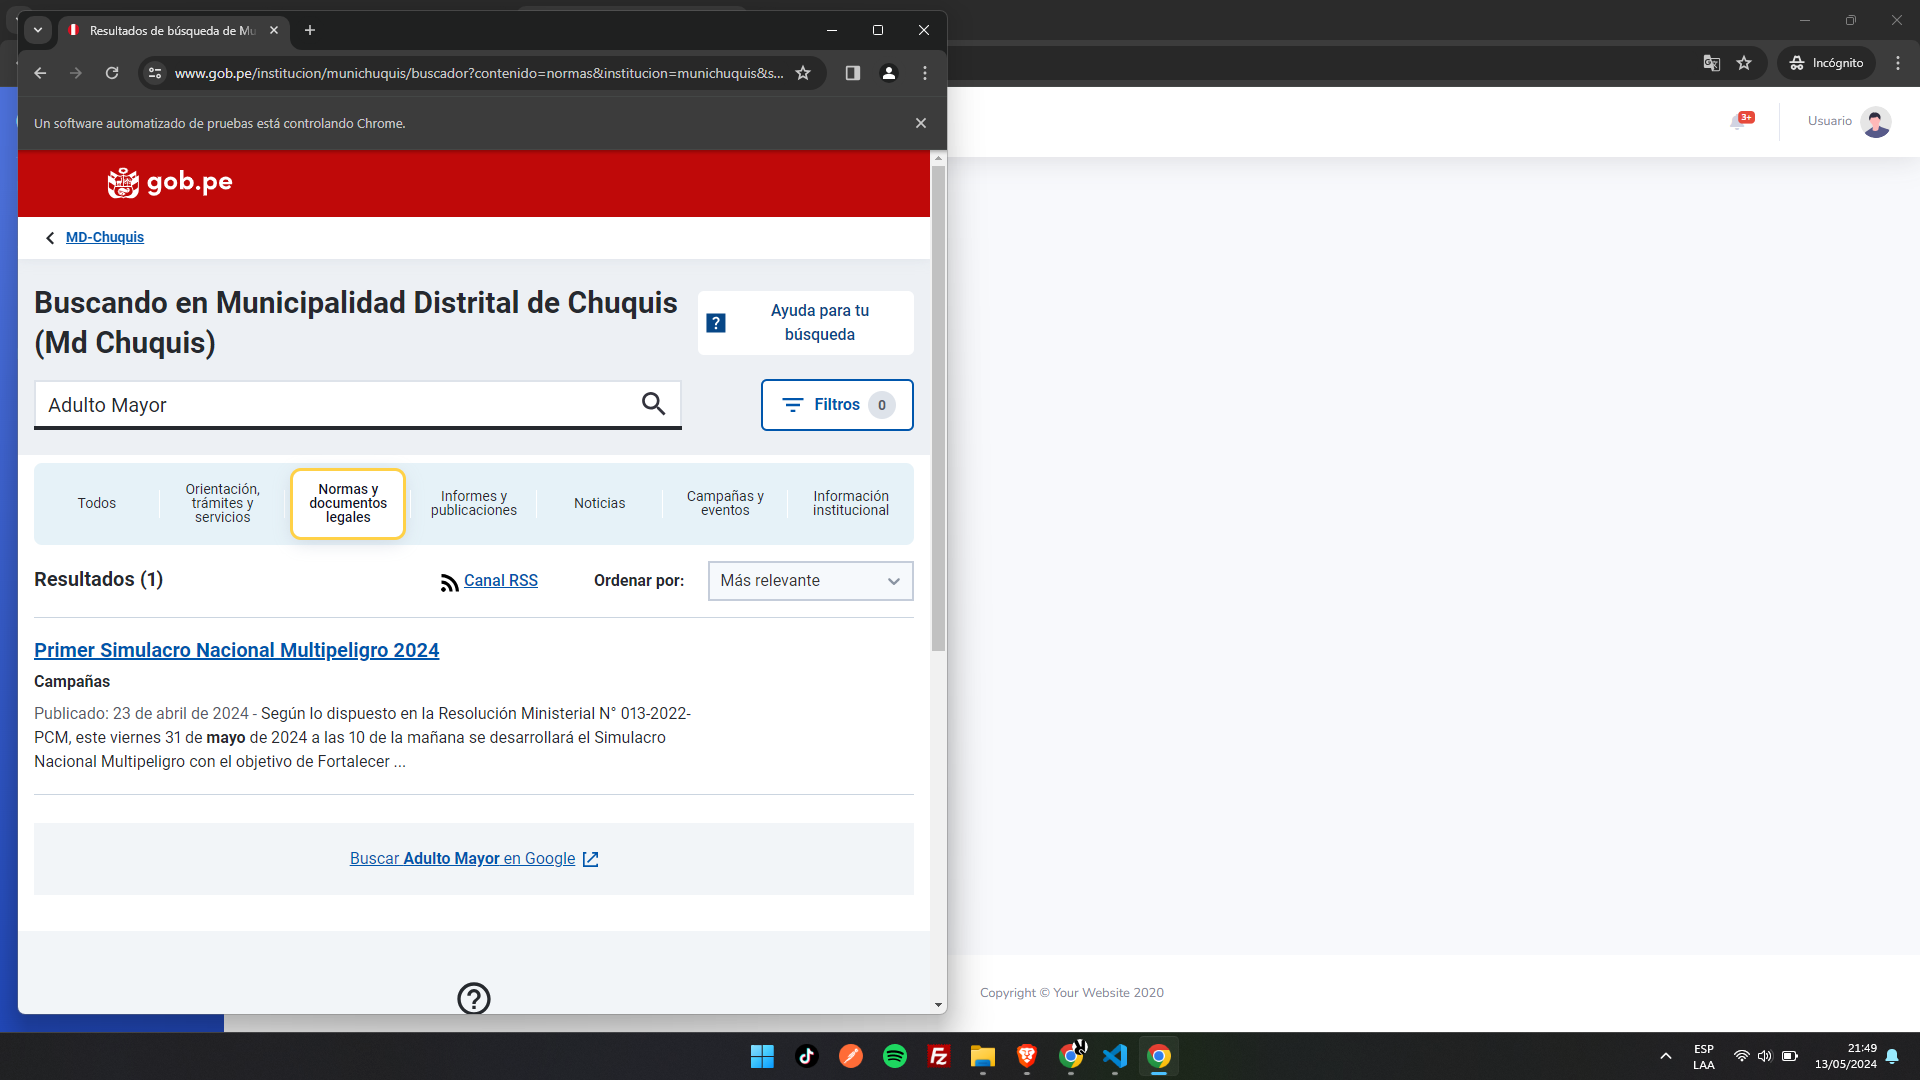 Resultados de búsqueda de Mu
www.gob.pe/institucion/munichuquis/buscador?contenido=normas&institucion=munichuquis&s...
Incógnito
Un software automatizado de pruebas está controlando Chrome.
3+
Usuario
gob.pe
MD-Chuquis
Buscando en Municipalidad Distrital de Chuquis
(Md Chuquis)
?
Ayuda para tu
búsqueda
Adulto Mayor
Filtros 0
Todos
Orientación,
trámites y
servicios
Normas y
documentos
legales
Informes y
publicaciones
Noticias
Campañas y
eventos
Información
institucional
Resultados (1)
Canal RSS
Ordenar por:
Más relevante
Primer Simulacro Nacional Multipeligro 2024
Campañas
Publicado: 23 de abril de 2024 - Según lo dispuesto en la Resolución Ministerial N° 013-2022-
PCM, este viernes 31 de mayo de 2024 a las 10 de la mañana se desarrollará el Simulacro
Nacional Multipeligro con el objetivo de Fortalecer ...
Buscar Adulto Mayor en Google
?
Copyright © Your Website 2020
Fz
ESP
LAA
21:49
13/05/2024